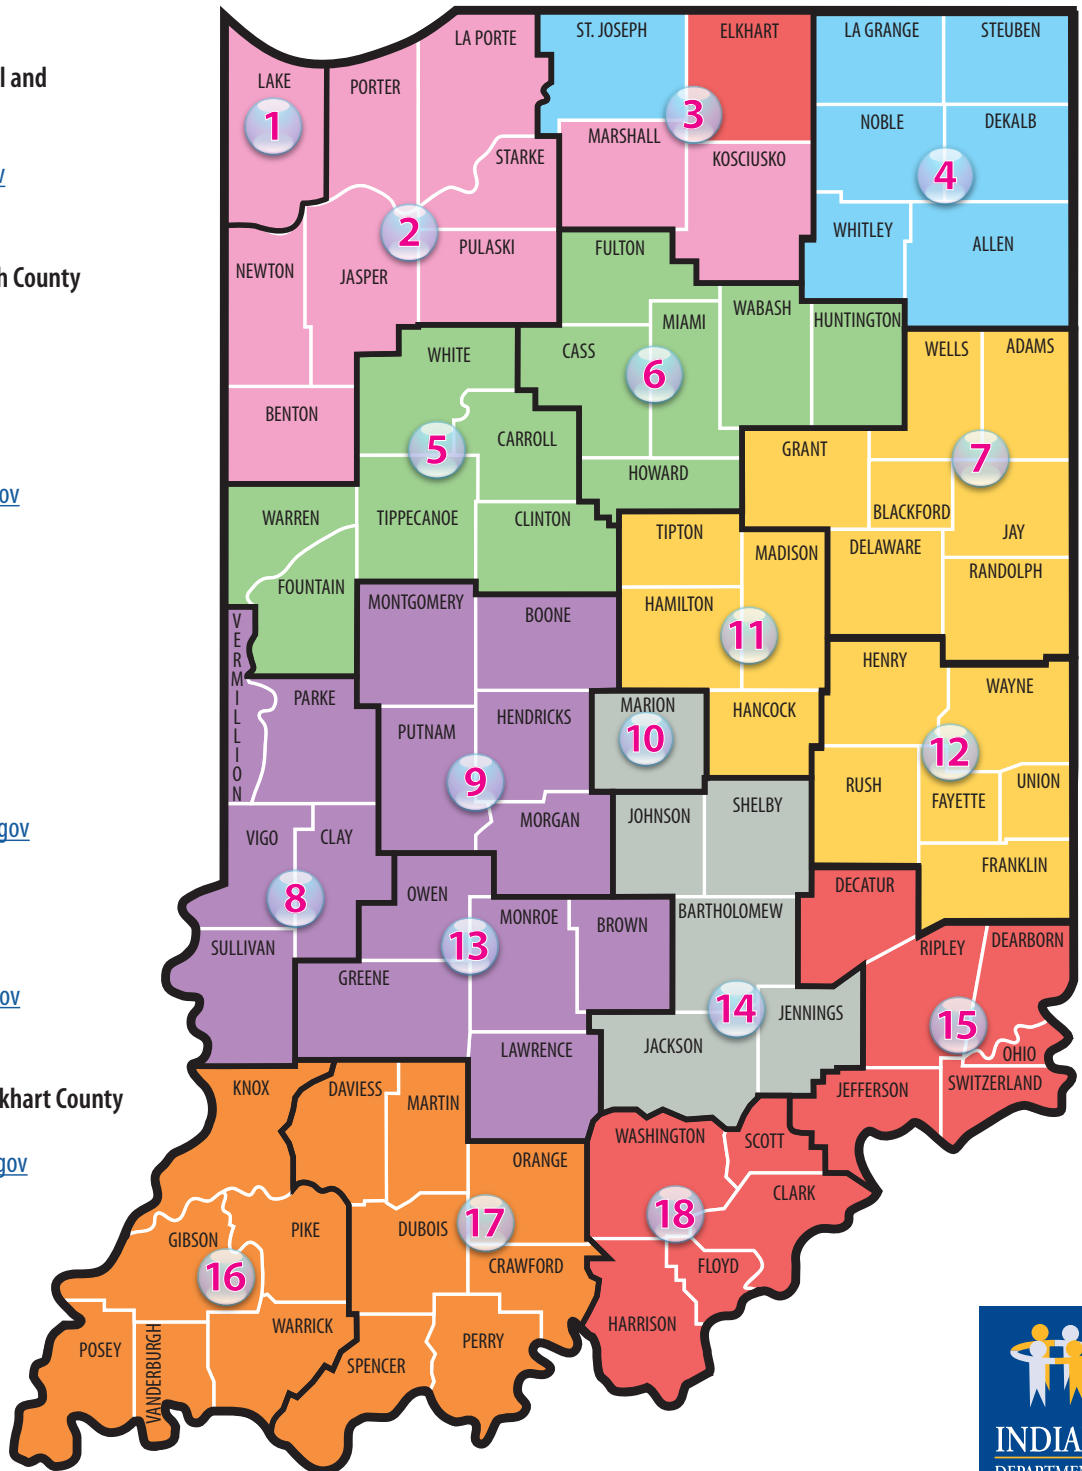 l and
v
h County
ov
gov
ov
khart County
gov
LAKE
1
PORTER
LA PORTE
ST. JOSEPH
ELKHART
LA GRANGE
STEUBEN
MARSHALL
3
KOSCIUSKO
NOBLE
DEKALB
4
STARKE
2
WHITLEY
ALLEN
NEWTON
JASPER
PULASKI
FULTON
MIAMI
WABASH
HUNTINGTON
WHITE
CASS
6
WELLS
ADAMS
BENTON
5
CARROLL
HOWARD
GRANT
7
BLACKFORD
JAY
WARREN
TIPPECANOE
CLINTON
TIPTON
MADISON
DELAWARE
RANDOLPH
FOUNTAIN
MONTGOMERY
BOONE
HAMILTON
11
VERMILLION
HENRY
WAYNE
PARKE
PUTNAM
HENDRICKS
MARION
10
HANCOCK
12
9
RUSH
FAYETTE
UNION
VIGO
CLAY
MORGAN
JOHNSON
SHELBY
FRANKLIN
8
DECATUR
OWEN
MONROE
BROWN
BARTHOLOMEW
SULLIVAN
13
RIPLEY
DEARBORN
GREENE
14
JENNINGS
15
LAWRENCE
JACKSON
OHIO
KNOX
DAVIESS
MARTIN
JEFFERSON
SWITZERLAND
WASHINGTON
SCOTT
ORANGE
CLARK
GIBSON
PIKE
DUBOIS
17
18
16
CRAWFORD
FLOYD
POSEY
VANDERBURGH
WARRICK
SPENCER
PERRY
HARRISON
INDIA